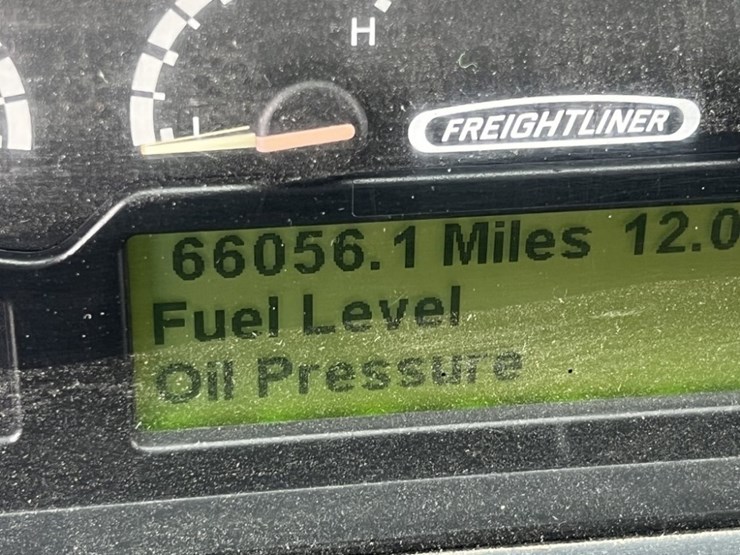 H
FREIGHTLINER
66056.1 Miles 12.0
Fuel Level
Oil Pressure